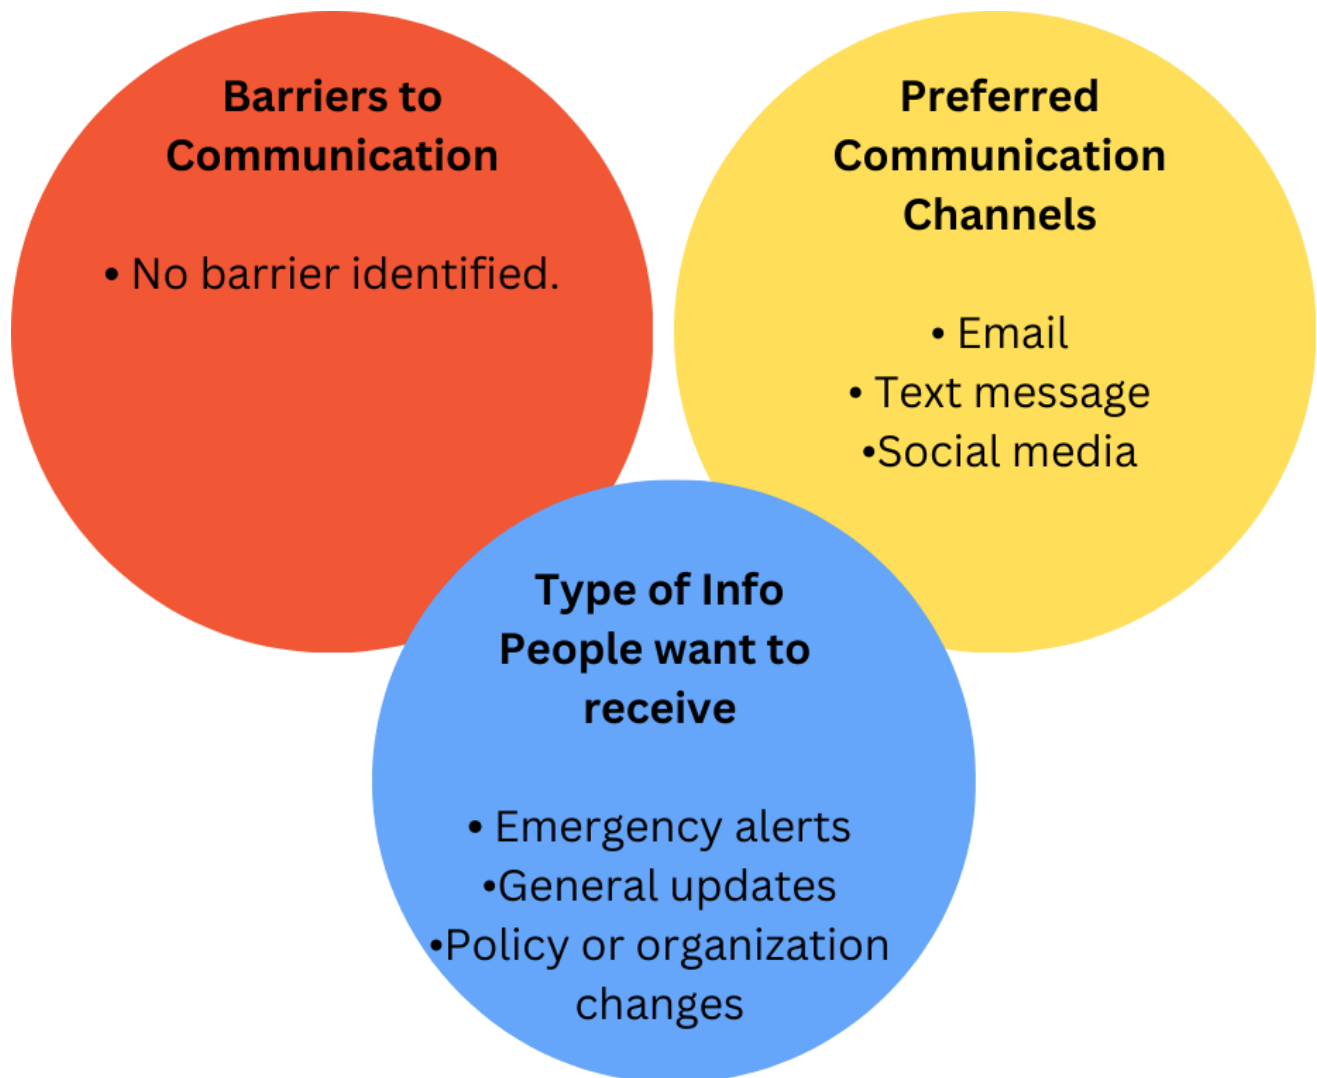 Barriers to
Communication
• No barrier identified.
Preferred
Communication
Channels
• Email
• Text message
•Social media
Type of Info
People want to
receive
• Emergency alerts
•General updates
•Policy or organization
changes